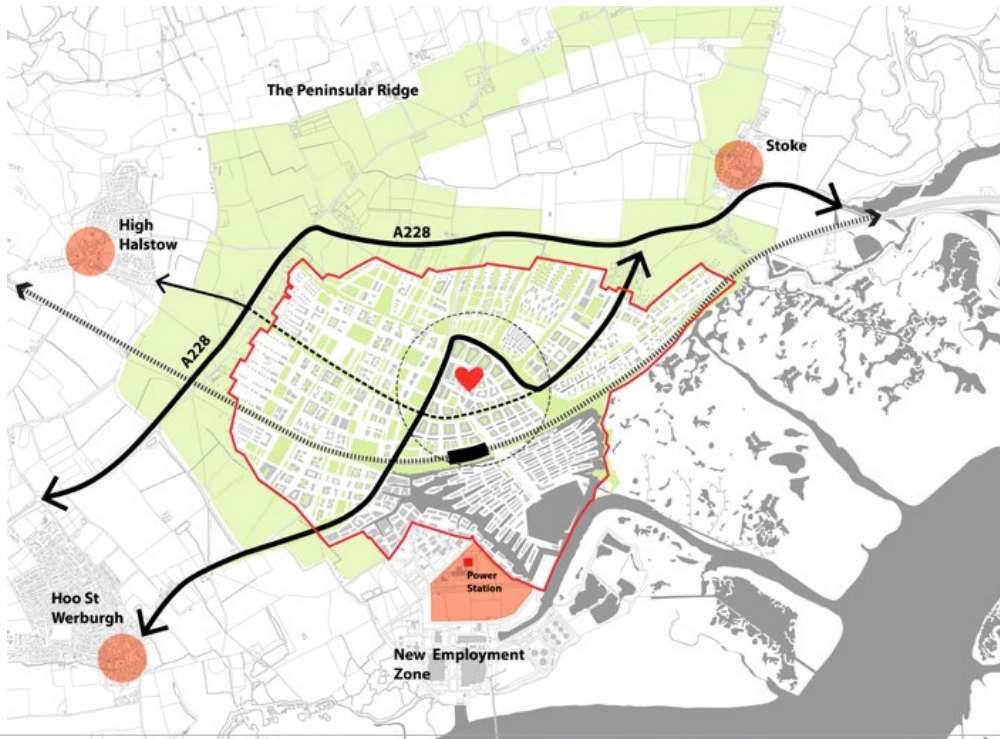 The Peninsular Ridge
Stoke
High
Halstow
A228
A228
Power
Station
Hoo St
Werburgh
New Employment
Zone